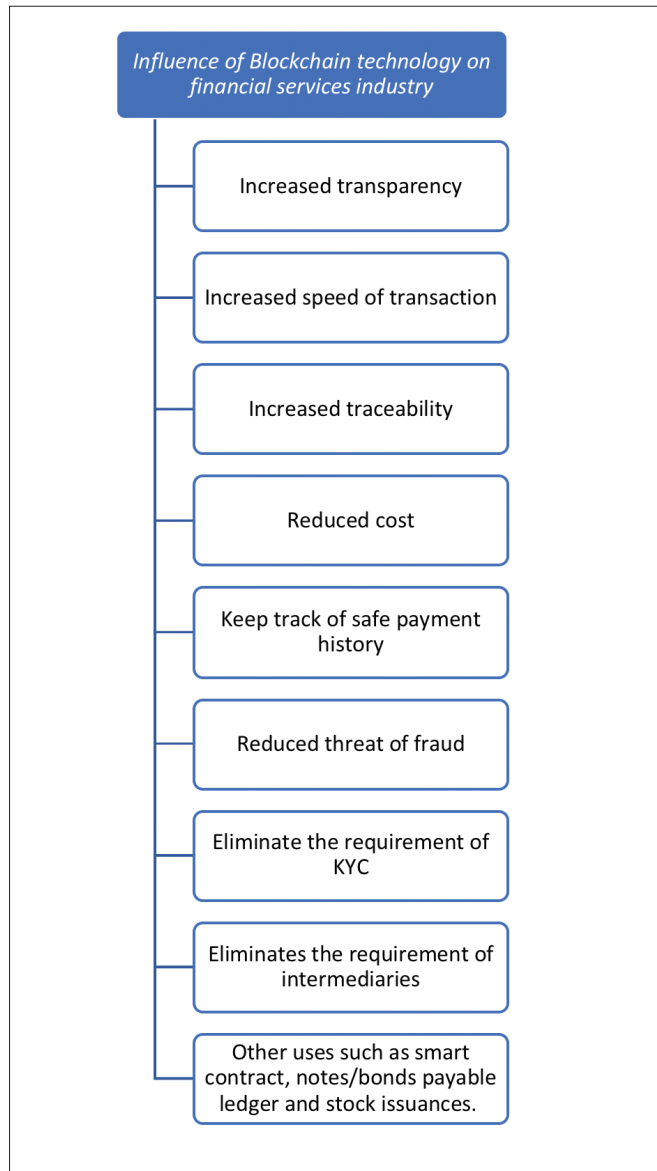 Influence of Blockchain technology on
financial services industry
Increased transparency
Increased speed of transaction
Increased traceability
Reduced cost
Keep track of safe payment
history
Reduced threat of fraud
Eliminate the requirement of
KYC
Eliminates the requirement of
intermediaries
Other uses such as smart
contract, notes/bonds payable
ledger and stock issuances.